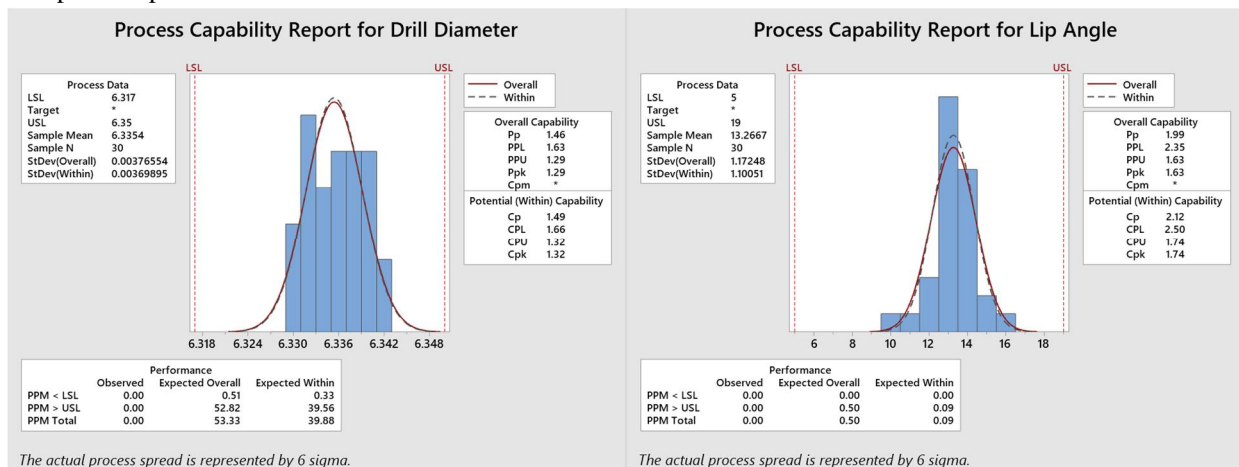 Process Capability Report for Drill Diameter
LSL
USL
Process Data
LSL 6.317
Target *
USL 6.35
Sample Mean 6.3354
Sample N 30
StDev(Overall) 0.00376554
StDev(Within) 0.00369895
Overall
Within
Overall Capability
Pp 1.46
PPL 1.63
PPU 1.29
Ppk 1.29
Cpm *
Potential (Within) Capability
Cp 1.49
CPL 1.66
CPU 1.32
Cpk 1.32
6.318 6.324 6.330 6.336 6.342 6.348
Performance
Observed Expected Overall Expected Within
PPM < LSL 0.00 0.51 0.33
PPM > USL 0.00 52.82 39.56
PPM Total 0.00 53.33 39.88
The actual process spread is represented by 6 sigma.
Process Capability Report for Lip Angle
LSL
USL
Process Data
LSL 5
Target *
USL 19
Sample Mean 13.2667
Sample N 30
StDev(Overall) 1.17248
StDev(Within) 1.10051
Overall
Within
Overall Capability
Pp 1.99
PPL 2.35
PPU 1.63
Ppk 1.63
Cpm *
Potential (Within) Capability
Cp 2.12
CPL 2.50
CPU 1.74
Cpk 1.74
6 8 10 12 14 16 18
Performance
Observed Expected Overall Expected Within
PPM < LSL 0.00 0.00 0.00
PPM > USL 0.00 0.50 0.09
PPM Total 0.00 0.50 0.09
The actual process spread is represented by 6 sigma.